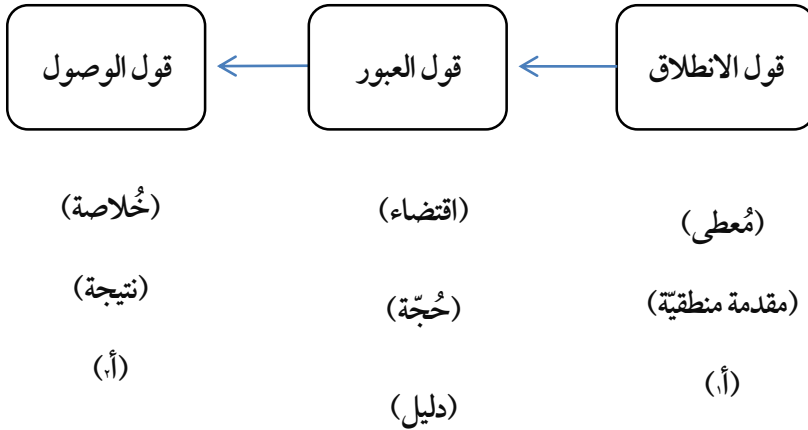 قول الانطلاق
قول العبور
قول الوصول
(مُعطى)
(اقتضاء)
(خُلاصة)
(مقدمة منطقيّة)
(حُجّة)
(نتيجة)
(أ١)
(دليل)
(أ٢)